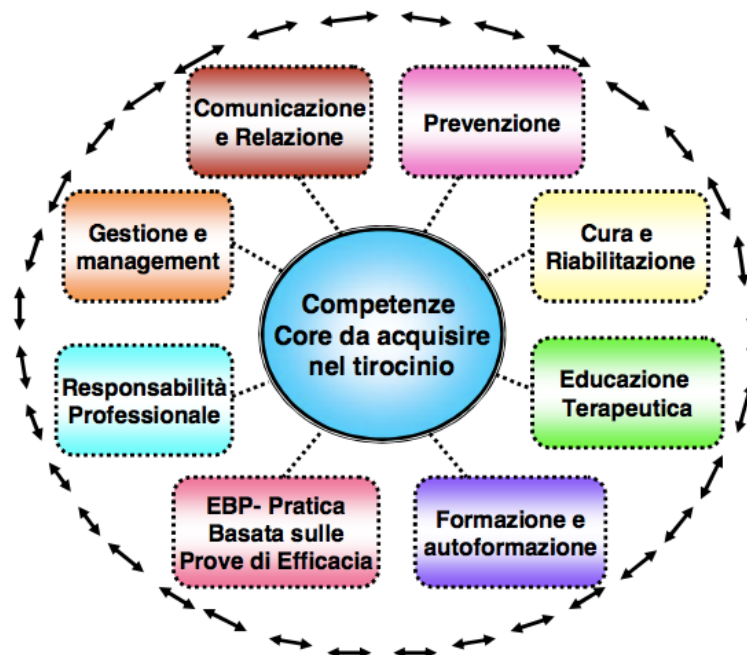 Comunicazione
e Relazione
Prevenzione
Gestione e
management
Cura e
Riabilitazione
Competenze
Core da acquisire
nel tirocinio
Responsabilità
Professionale
Educazione
Terapeutica
EBP- Pratica
Basata sulle
Prove di Efficacia
Formazione e
autoformazione